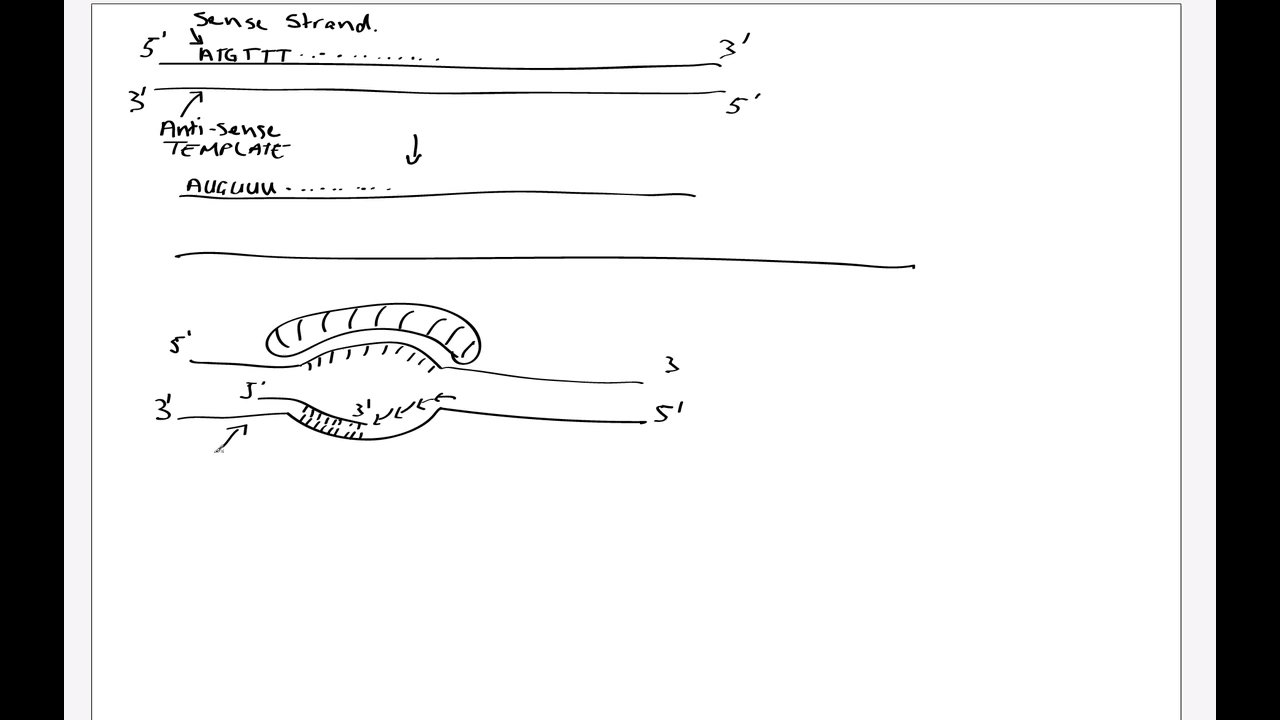 Sense Strand.
5' ATGTTT ........... 3'
3' 5'
Anti-sense
TEMPLATE
AUGUUU ..........
5' 3
5'
3' 3' 5'